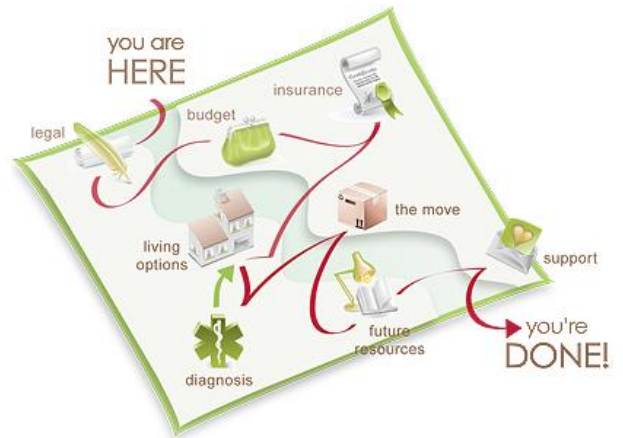 you are
HERE
legal
budget
insurance
living
options
the move
support
diagnosis
future
resources
you're
DONE!